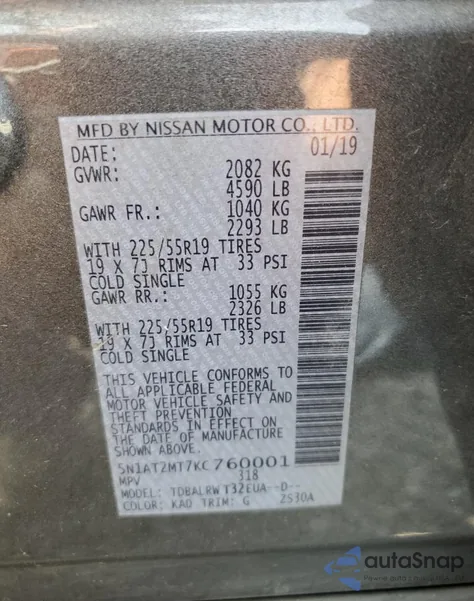 MFD BY NISSAN MOTOR CO., LTD.
DATE: 01/19
GVWR: 2082 KG
4590 LB
GAWR FR.: 1040 KG
2293 LB
WITH 225/55R19 TIRES
19 X 7J RIMS AT 33 PSI
COLD SINGLE
GAWR RR.: 1055 KG
2326 LB
WITH 225/55R19 TIRES
19 X 7J RIMS AT 33 PSI
COLD SINGLE
THIS VEHICLE CONFORMS TO
ALL APPLICABLE FEDERAL
MOTOR VEHICLE SAFETY AND
THEFT PREVENTION
STANDARDS IN EFFECT ON
THE DATE OF MANUFACTURE
SHOWN ABOVE.
5N1AT2MT7KC760001
MPV 318
MODEL: TDBALRWT32EUA--D--
COLOR: KAD TRIM: G 2530A
autaSnap